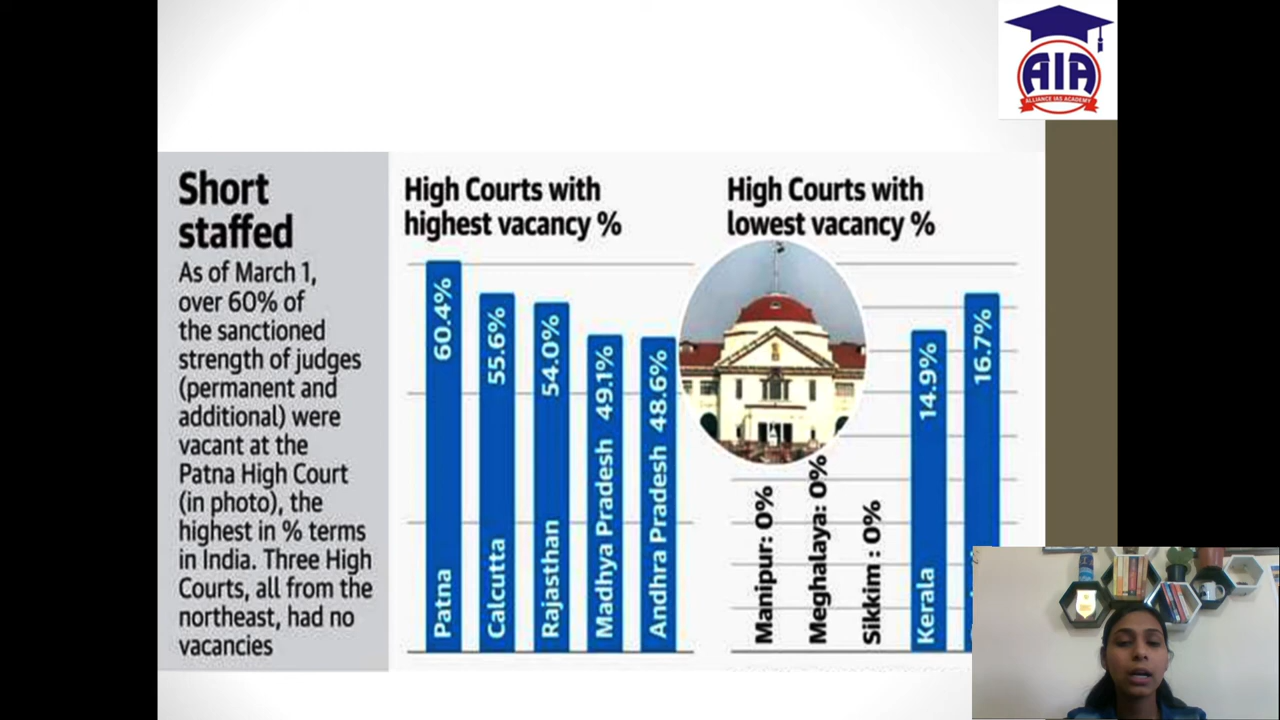 AIA
ALLIANCE IAS ACADEMY
Short
staffed
As of March 1,
over 60% of
the sanctioned
strength of judges
(permanent and
additional) were
vacant at the
Patna High Court
(in photo), the
highest in % terms
in India. Three High
Courts, all from the
northeast, had no
vacancies
High Courts with
highest vacancy %
Patna 60.4%
Calcutta 55.6%
Rajasthan 54.0%
Madhya Pradesh 49.1%
Andhra Pradesh 48.6%
High Courts with
lowest vacancy %
Manipur: 0%
Meghalaya: 0%
Sikkim : 0%
Kerala 14.9%
16.7%